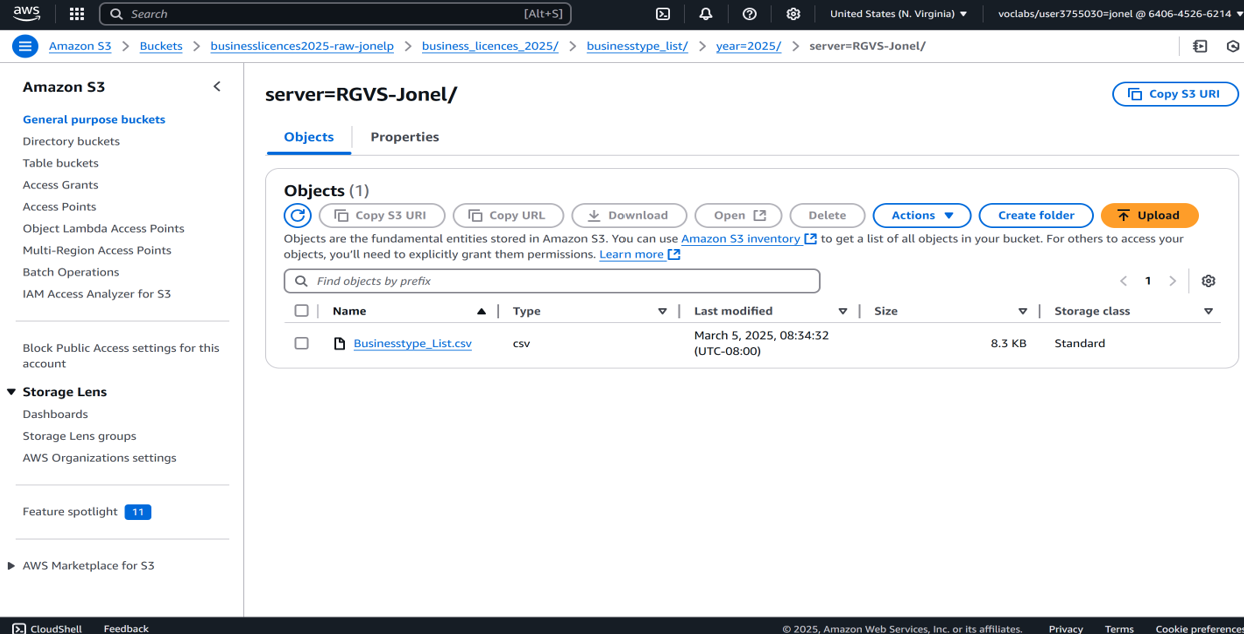 aws
Search [Alt+S]
United States (N. Virginia)
voclabs/user3755030=jonel @ 6406-4526-6214
Amazon S3 > Buckets > businesslicences2025-raw-jonelp > business_licences_2025/ > businesstype_list/ > year=2025/ > server=RGVS-Jonel/
Amazon S3
General purpose buckets
Directory buckets
Table buckets
Access Grants
Access Points
Object Lambda Access Points
Multi-Region Access Points
Batch Operations
IAM Access Analyzer for S3
Block Public Access settings for this
account
Storage Lens
Dashboards
Storage Lens groups
AWS Organizations settings
Feature spotlight 11
AWS Marketplace for S3
server=RGVS-Jonel/
Copy S3 URI
Objects Properties
Objects (1)
Copy S3 URI Copy URL Download Open Delete Actions Create folder Upload
Objects are the fundamental entities stored in Amazon S3. You can use Amazon S3 inventory to get a list of all objects in your bucket. For others to access your
objects, you'll need to explicitly grant them permissions. Learn more
Find objects by prefix
1
Name Type Last modified Size Storage class
Businesstype_List.csv csv March 5, 2025, 08:34:32 8.3 KB Standard
(UTC-08:00)
CloudShell Feedback © 2025, Amazon Web Services, Inc. or its affiliates. Privacy Terms Cookie preferences